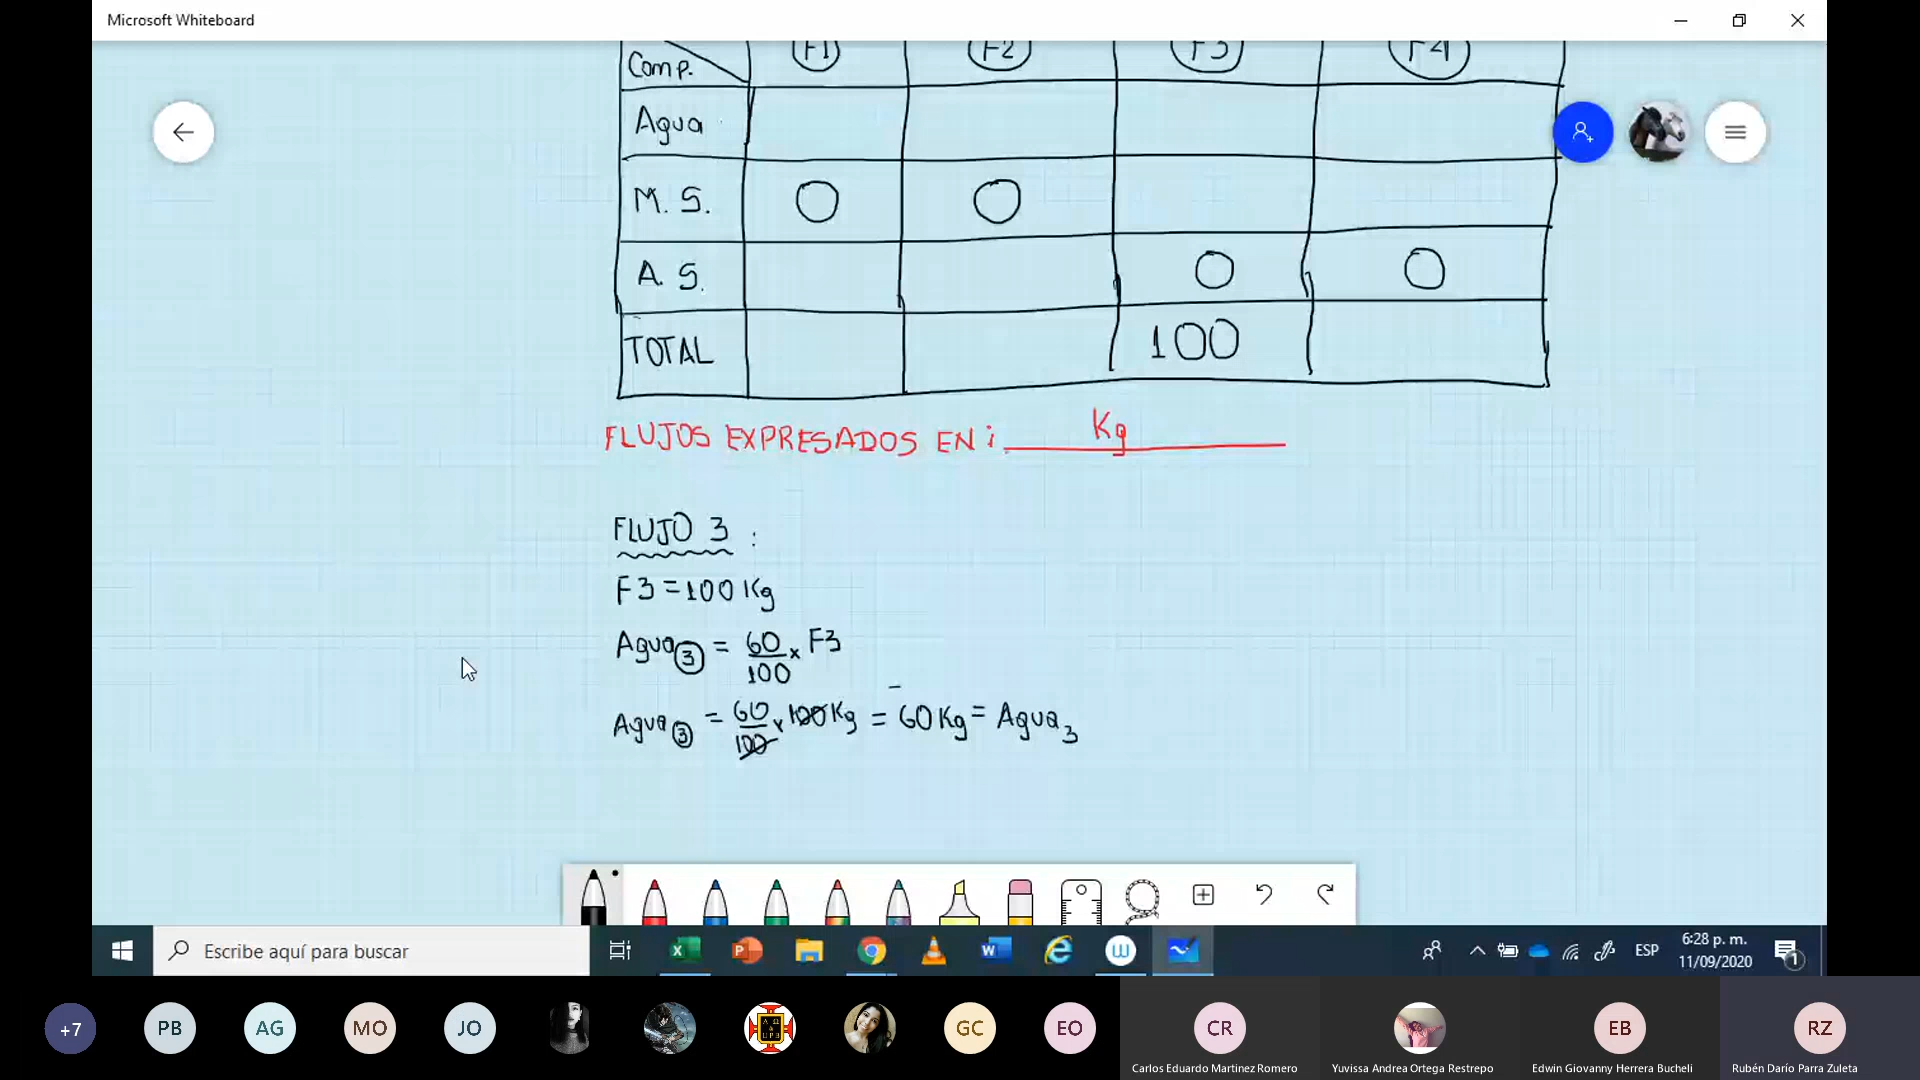 Microsoft Whiteboard
Comp. F1 F2 F3 F4
Agua
M. S. O O
A. S. O O
TOTAL 100
FLUJOS EXPRESADOS EN: Kg
FLUJO 3 :
F3 = 100 Kg
Agua③ = 60/100 x F3
Agua③ = 60/100 x 100 Kg = 60 Kg = Agua3
Escribe aquí para buscar
ESP
6:28 p. m.
11/09/2020
1
+7 PB AG MO JO GC EO CR EB RZ
Carlos Eduardo Martinez Romero Yuvissa Andrea Ortega Restrepo Edwin Giovanny Herrera Bucheli Rubén Darío Parra Zuleta